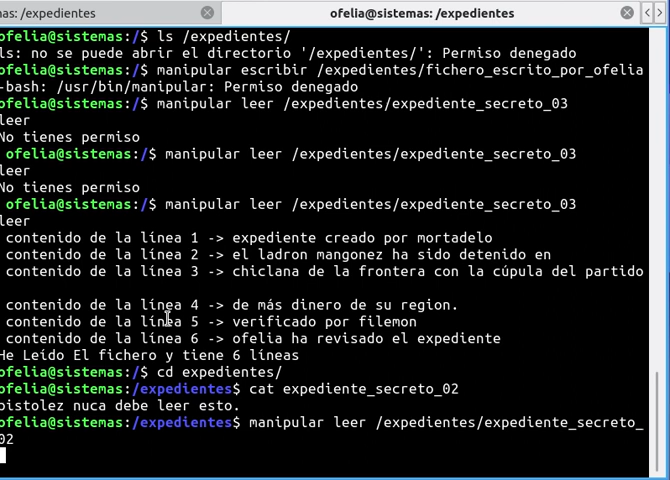 mas: /expedientes
ofelia@sistemas: /expedientes
ofelia@sistemas:/$ ls /expedientes/
ls: no se puede abrir el directorio '/expedientes/': Permiso denegado
ofelia@sistemas:/$ manipular escribir /expedientes/fichero_escrito_por_ofelia
-bash: /usr/bin/manipular: Permiso denegado
ofelia@sistemas:/$ manipular leer /expedientes/expediente_secreto_03
leer
No tienes permiso
ofelia@sistemas:/$ manipular leer /expedientes/expediente_secreto_03
leer
No tienes permiso
ofelia@sistemas:/$ manipular leer /expedientes/expediente_secreto_03
leer
contenido de la línea 1 -> expediente creado por mortadelo
contenido de la línea 2 -> el ladron mangonez ha sido detenido en
contenido de la línea 3 -> chiclana de la frontera con la cúpula del partido
contenido de la línea 4 -> de más dinero de su region.
contenido de la línea 5 -> verificado por filemon
contenido de la línea 6 -> ofelia ha revisado el expediente
He Leído El fichero y tiene 6 líneas
ofelia@sistemas:/$ cd expedientes/
ofelia@sistemas:/expedientes$ cat expediente_secreto_02
pistolez nuca debe leer esto.
ofelia@sistemas:/expedientes$ manipular leer /expedientes/expediente_secreto_
02